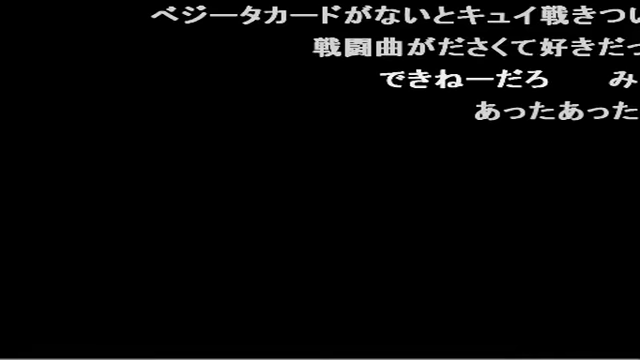 ベジータカードがないとキュイ戦きつい
戦闘曲がださくて好きだっ
できねーだろ
み
あったあった